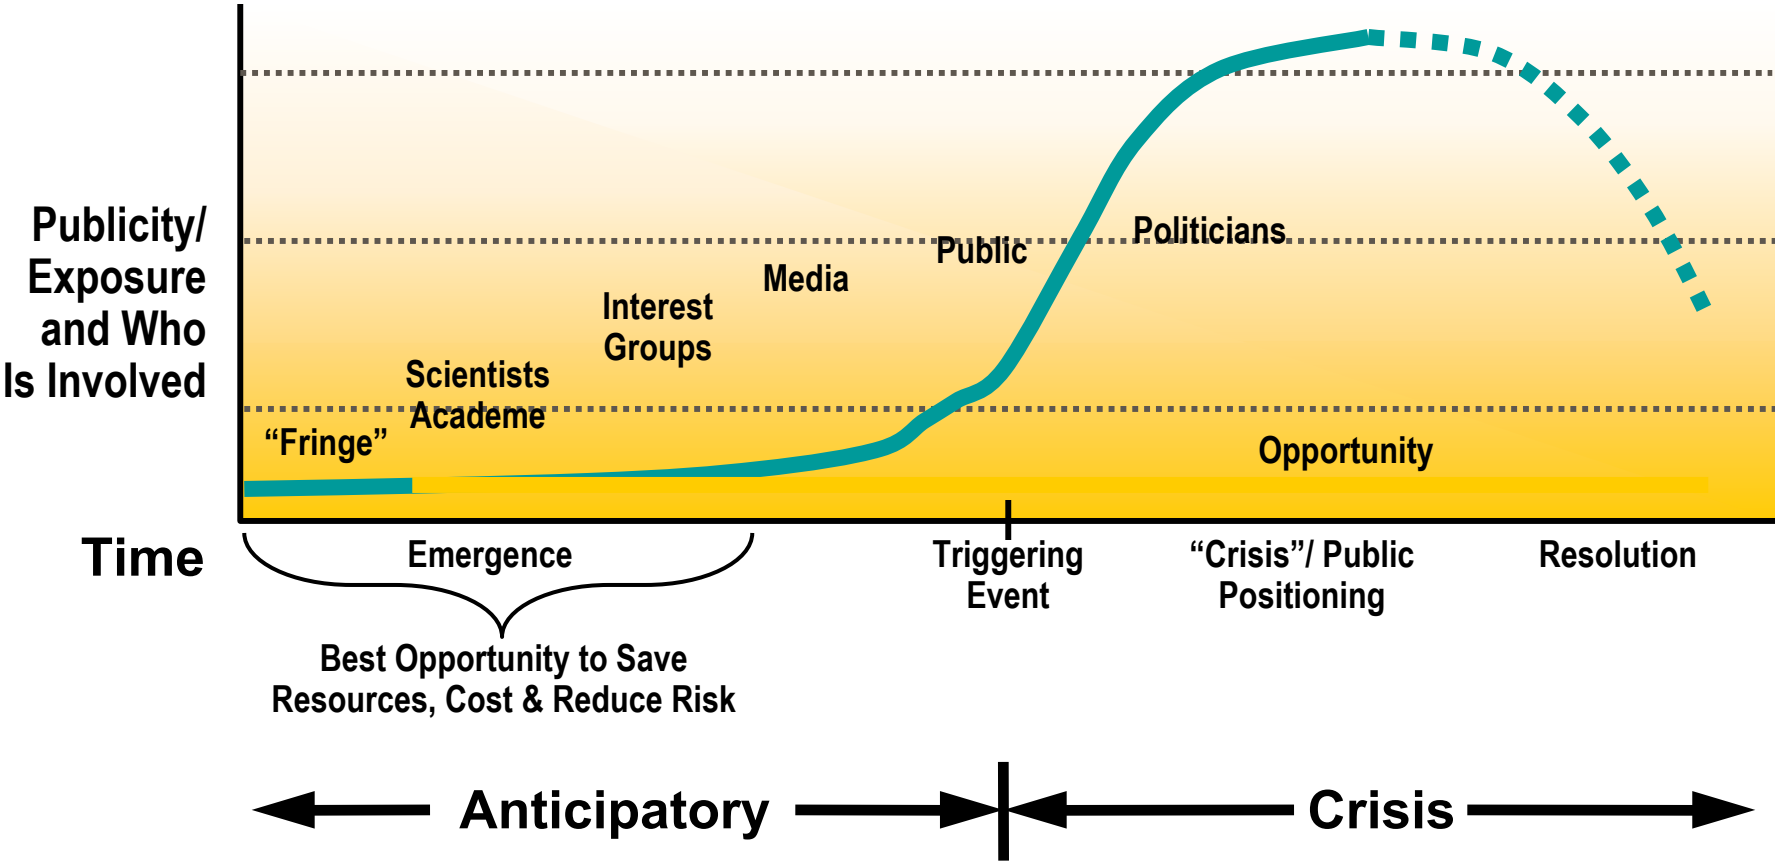 Publicity/
Exposure
and Who
Is Involved
Politicians
Public
Media
Interest
Groups
Scientists
Academe
“Fringe”
Opportunity
Time
Emergence
Triggering
Event
“Crisis”/ Public
Positioning
Resolution
Best Opportunity to Save
Resources, Cost & Reduce Risk
Anticipatory
Crisis